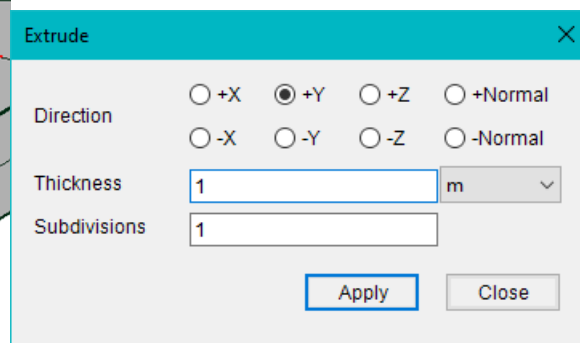 Extrude
+X +Y +Z +Normal
Direction
-X -Y -Z -Normal
Thickness 1 m
Subdivisions 1
Apply Close